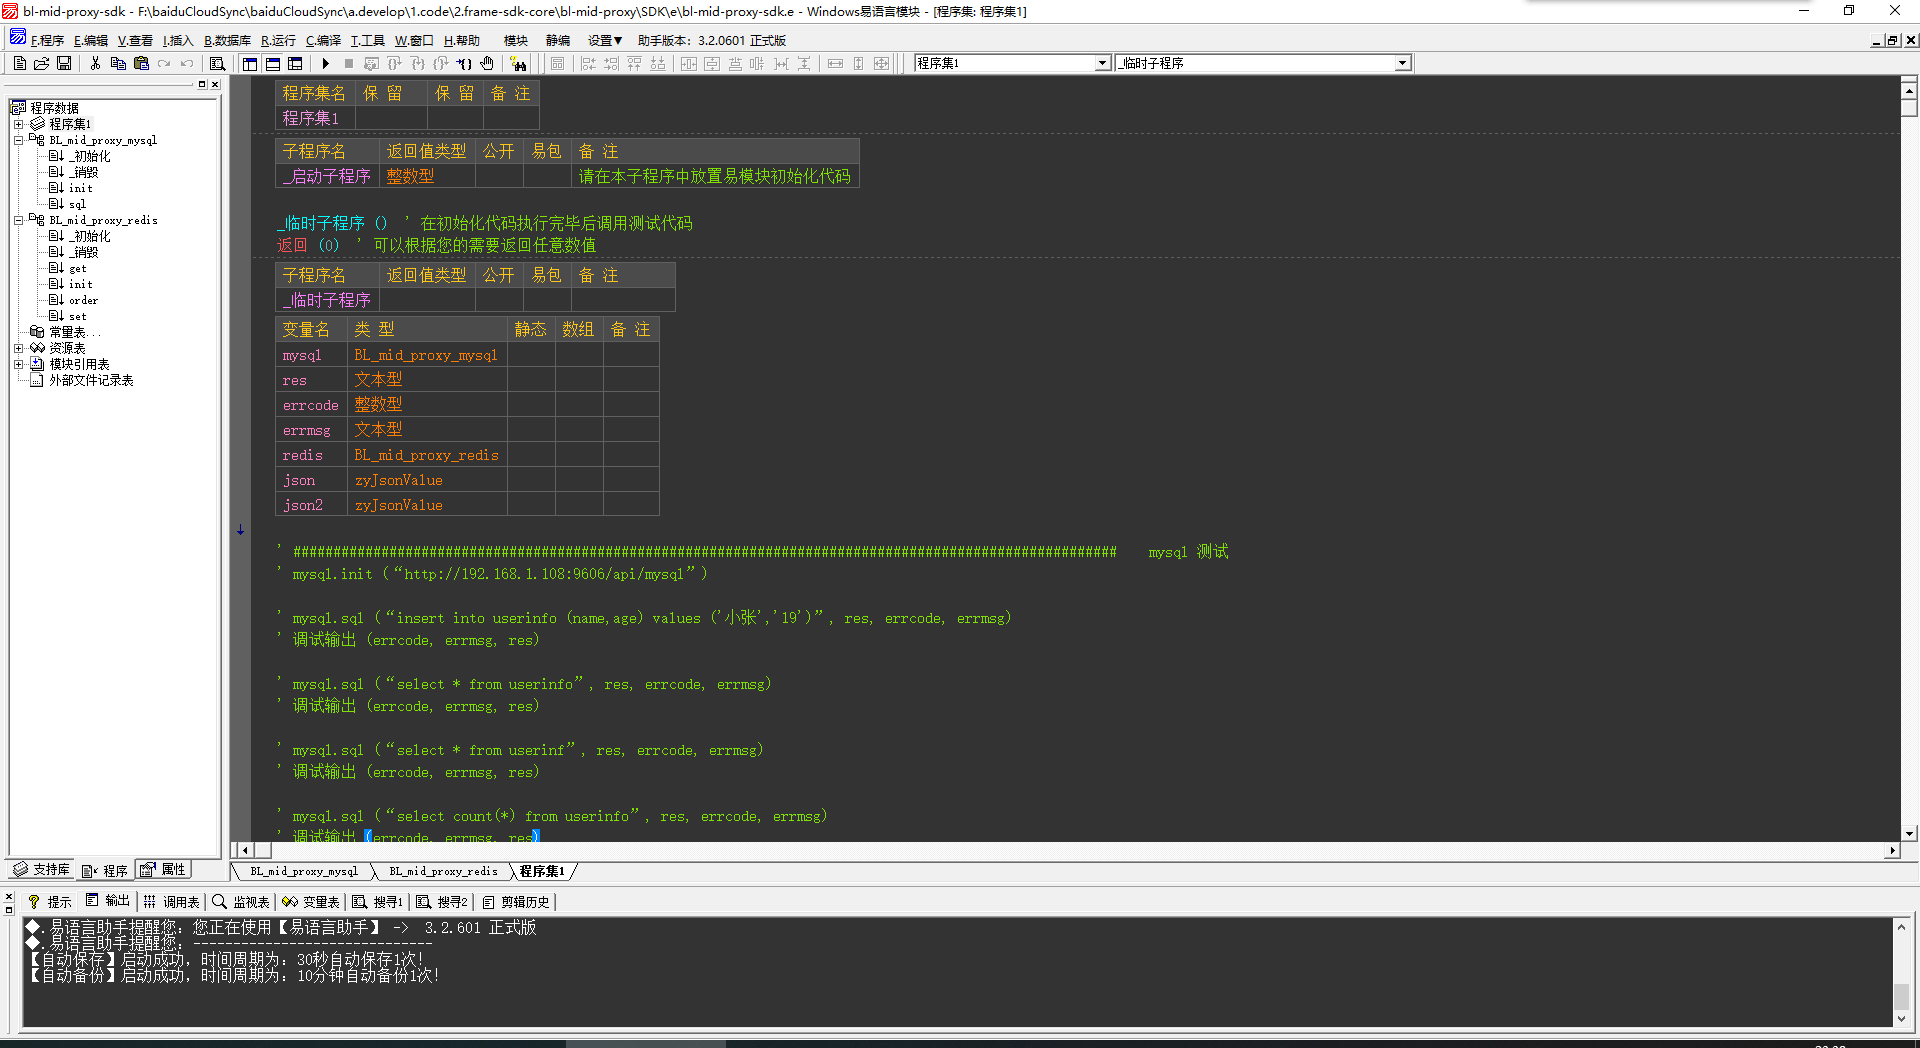 bl-mid-proxy-sdk - F:\baiduCloudSync\baiduCloudSync\a.develop\1.code\2.frame-sdk-core\bl-mid-proxy\SDK\e\bl-mid-proxy-sdk.e - Windows易语言模块 - [程序集: 程序集1]
F.程序 E.编辑 V.查看 I.插入 B.数据库 R.运行 C.编译 T.工具 W.窗口 H.帮助 模块 静编 设置▼ 助手版本: 3.2.0601 正式版
程序集1 _临时子程序
程序数据
程序集1
BL_mid_proxy_mysql
_初始化
_销毁
init
sql
BL_mid_proxy_redis
_初始化
_销毁
get
init
order
set
常量表...
资源表
模块引用表
外部文件记录表
支持库 程序 属性
程序集名 保 留 保 留 备 注
程序集1
子程序名 返回值类型 公开 易包 备 注
_启动子程序 整数型 请在本子程序中放置易模块初始化代码
_临时子程序 () ' 在初始化代码执行完毕后调用测试代码
返回 (0) ' 可以根据您的需要返回任意数值
子程序名 返回值类型 公开 易包 备 注
_临时子程序
变量名 类 型 静态 数组 备 注
mysql BL_mid_proxy_mysql
res 文本型
errcode 整数型
errmsg 文本型
redis BL_mid_proxy_redis
json zyJsonValue
json2 zyJsonValue
' ####################################################################################################### mysql 测试
' mysql.init (“http://192.168.1.108:9606/api/mysql”)
' mysql.sql (“insert into userinfo (name,age) values ('小张','19')”, res, errcode, errmsg)
' 调试输出 (errcode, errmsg, res)
' mysql.sql (“select * from userinfo”, res, errcode, errmsg)
' 调试输出 (errcode, errmsg, res)
' mysql.sql (“select * from userinf”, res, errcode, errmsg)
' 调试输出 (errcode, errmsg, res)
' mysql.sql (“select count(*) from userinfo”, res, errcode, errmsg)
' 调试输出 (errcode, errmsg, res)
BL_mid_proxy_mysql BL_mid_proxy_redis 程序集1
提示 输出 调用表 监视表 变量表 搜寻1 搜寻2 剪辑历史
◆.易语言助手提醒您: 您正在使用【易语言助手】 -> 3.2.601 正式版
◆.易语言助手提醒您: ------------------------------
【自动保存】启动成功, 时间周期为: 30秒自动保存1次!
【自动备份】启动成功, 时间周期为: 10分钟自动备份1次!